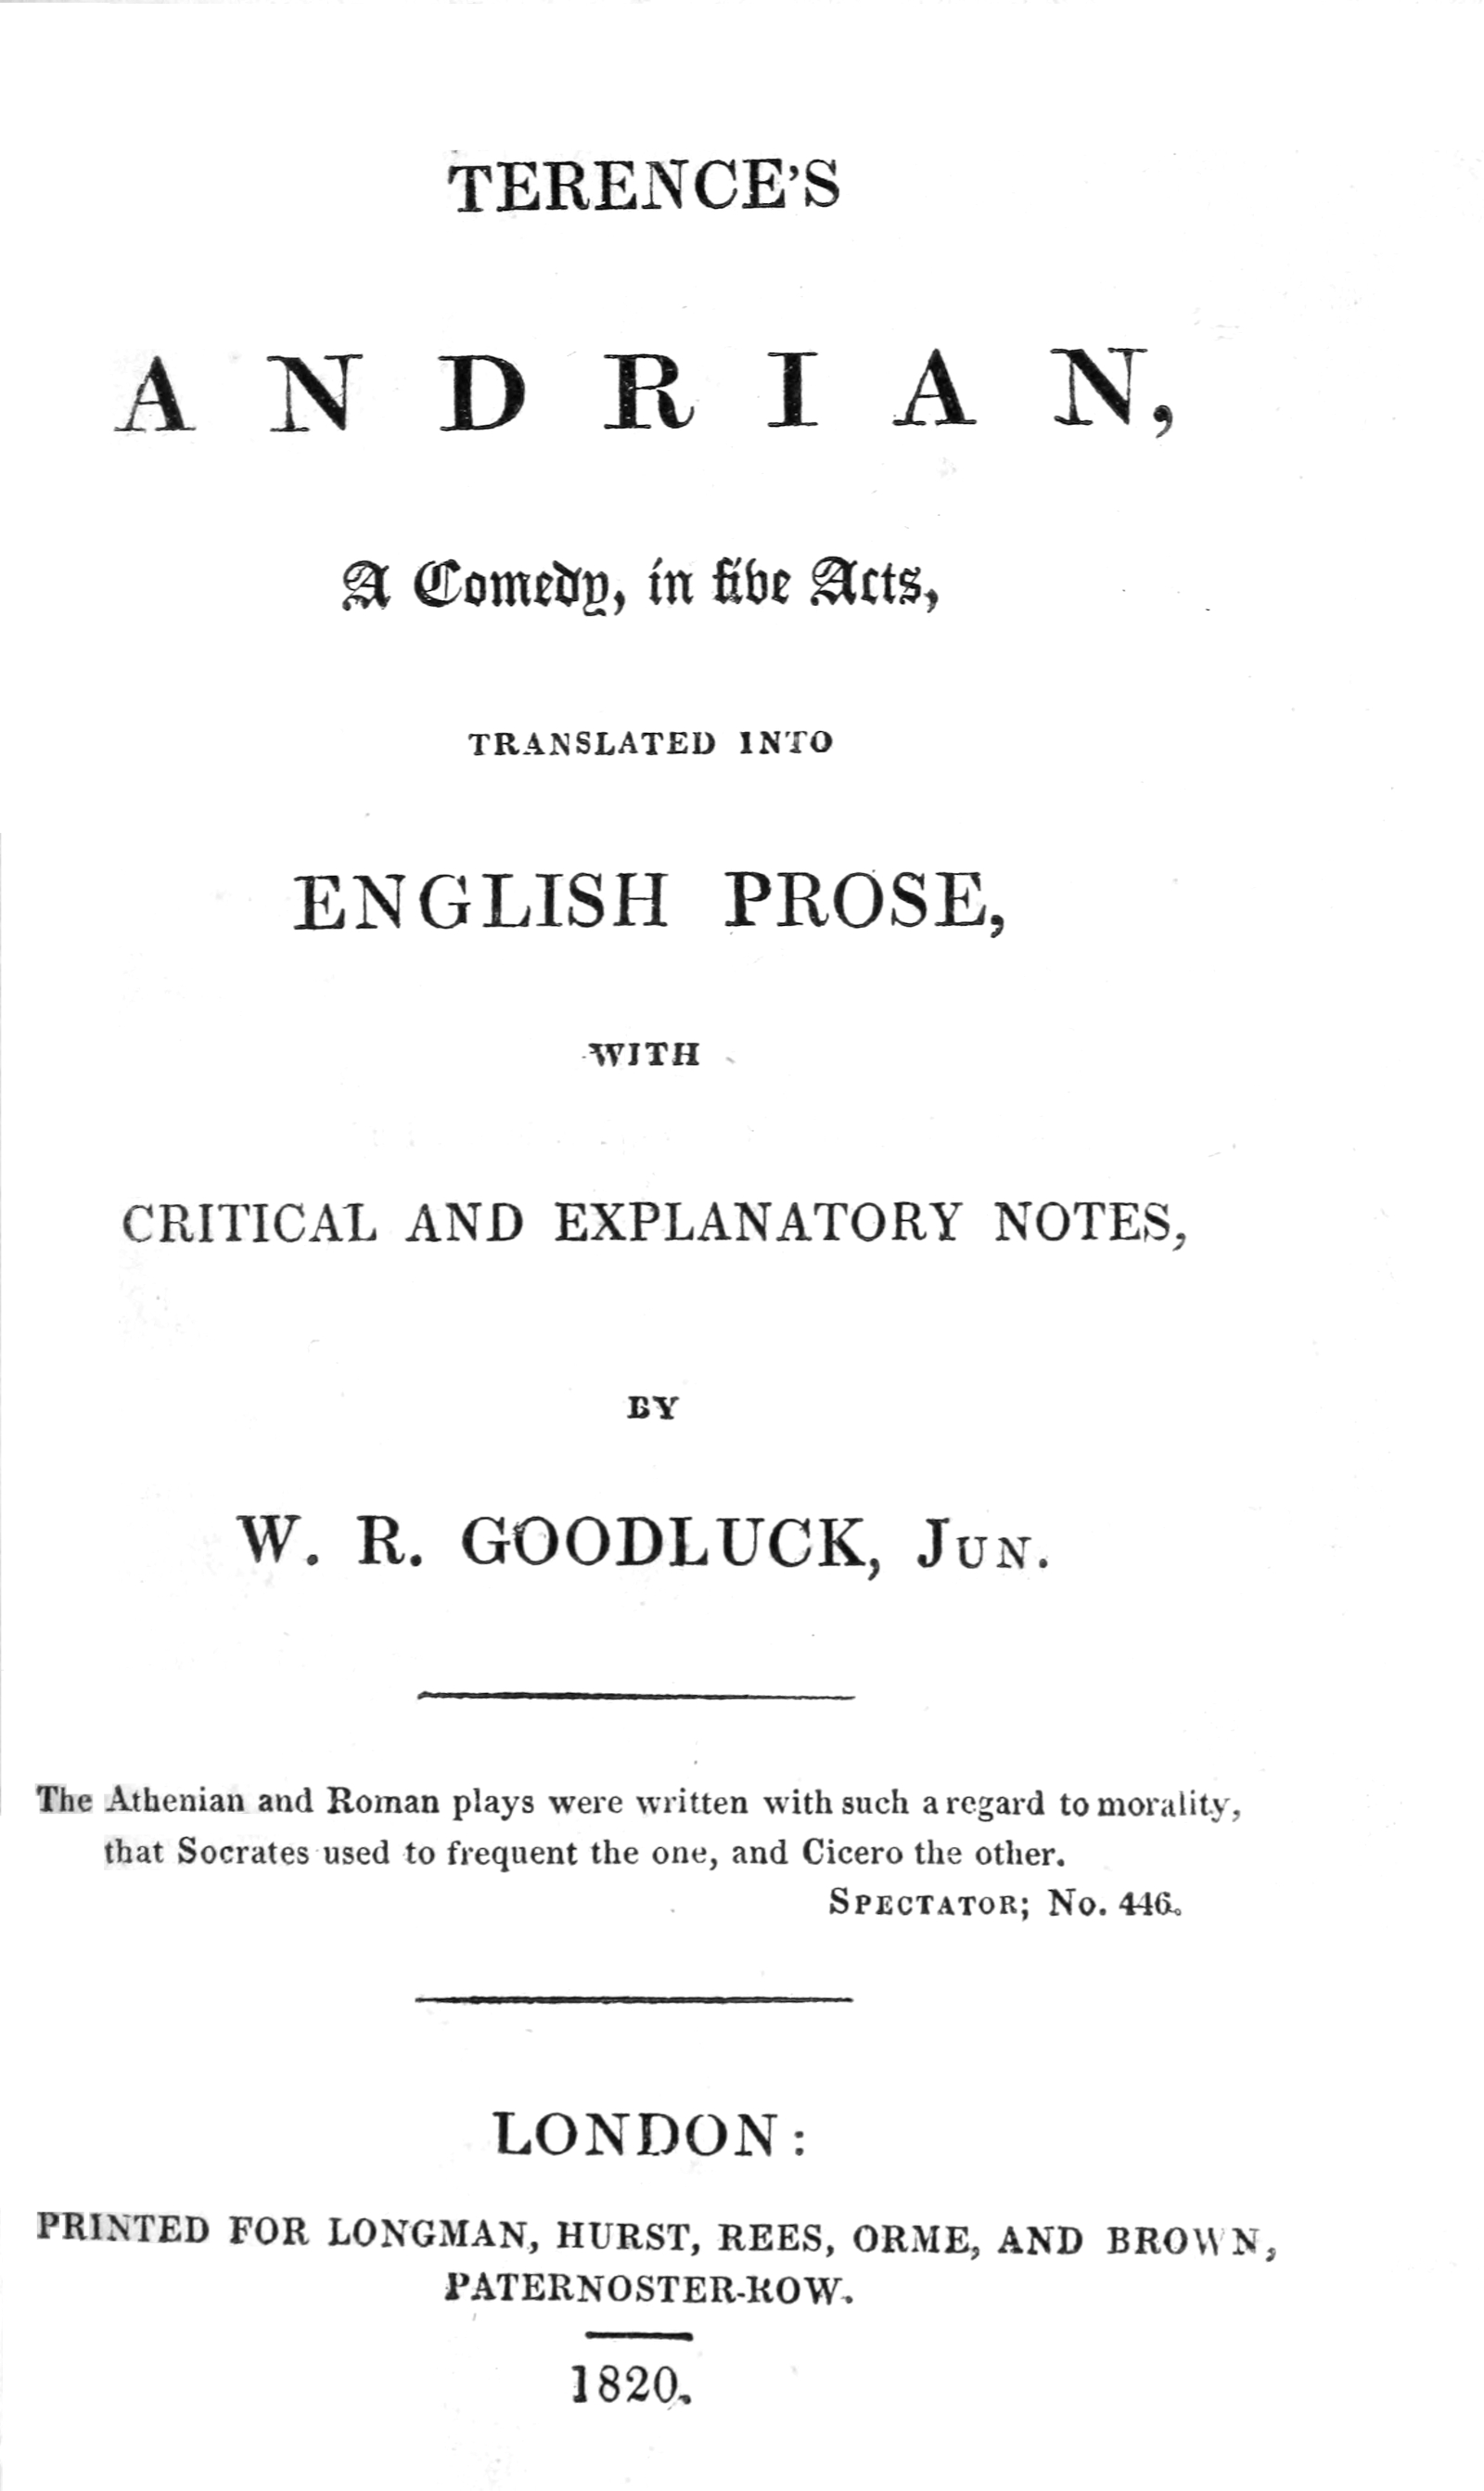 TERENCE'S
ANDRIAN,
A Comedy, in five Acts,
TRANSLATED INTO
ENGLISH PROSE,
WITH
CRITICAL AND EXPLANATORY NOTES,
BY
W. R. GOODLUCK, JUN.
The Athenian and Roman plays were written with such a regard to morality,
that Socrates used to frequent the one, and Cicero the other.
SPECTATOR; No. 446.
LONDON:
PRINTED FOR LONGMAN, HURST, REES, ORME, AND BROWN,
PATERNOSTER-ROW.
1820.